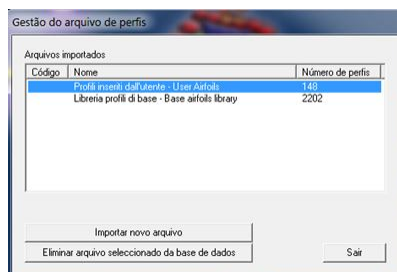 Gestão do arquivo de perfis
Arquivos importados
Código Nome Número de perfis
Profili inseriti dall'utente - User Airfoils 148
Libreria profili di base - Base airfoils library 2202
Importar novo arquivo
Eliminar arquivo seleccionado da base de dados Sair